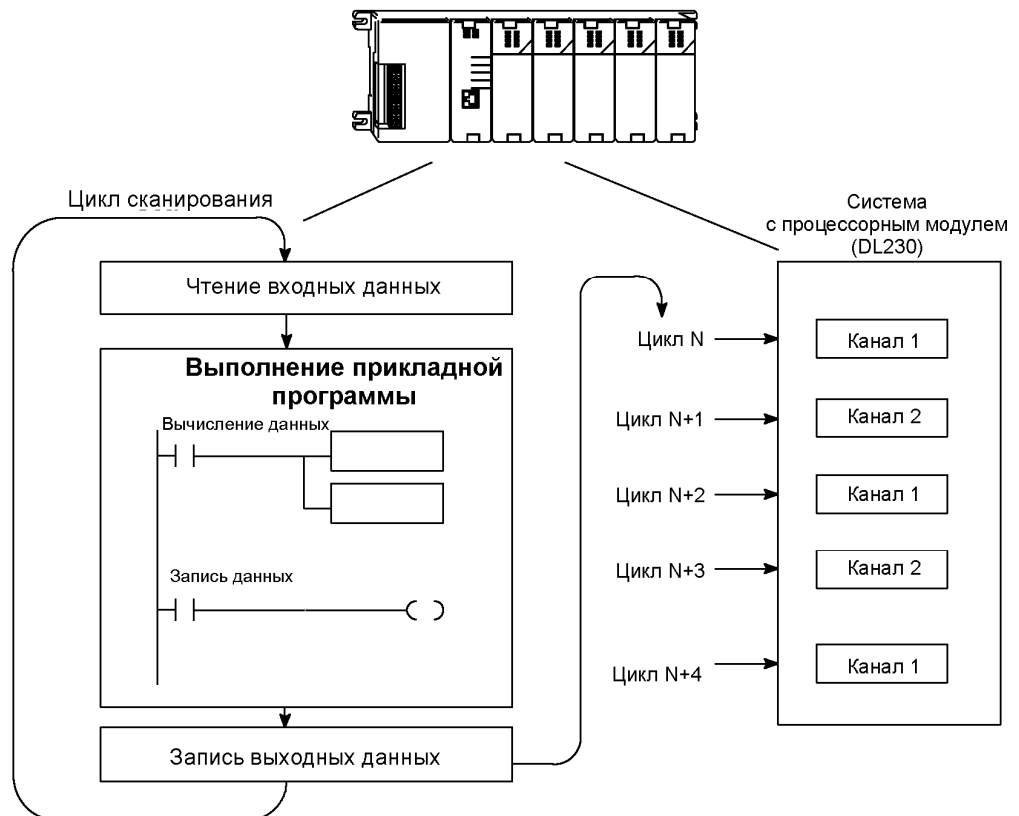 Цикл сканирования
Система
с процессорным модулем
(DL230)
Чтение входных данных
Выполнение прикладной
программы
Вычисление данных
Запись данных
Запись выходных данных
Цикл N
Канал 1
Цикл N+1
Канал 2
Цикл N+2
Канал 1
Цикл N+3
Канал 2
Цикл N+4
Канал 1